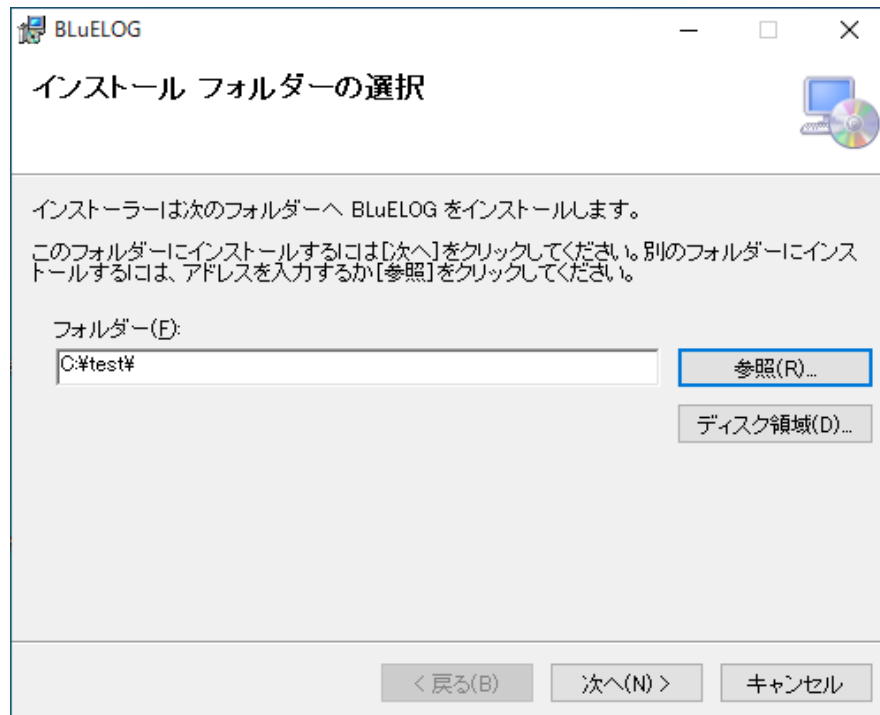 BLuELOG
インストール フォルダーの選択
インストーラーは次のフォルダーへ BLuELOG をインストールします。
このフォルダーにインストールするには[次へ]をクリックしてください。別のフォルダーにインス
トールするには、アドレスを入力するか[参照]をクリックしてください。
フォルダー(F):
C:¥test¥
参照(R)...
ディスク領域(D)...
< 戻る(B)
次へ(N) >
キャンセル